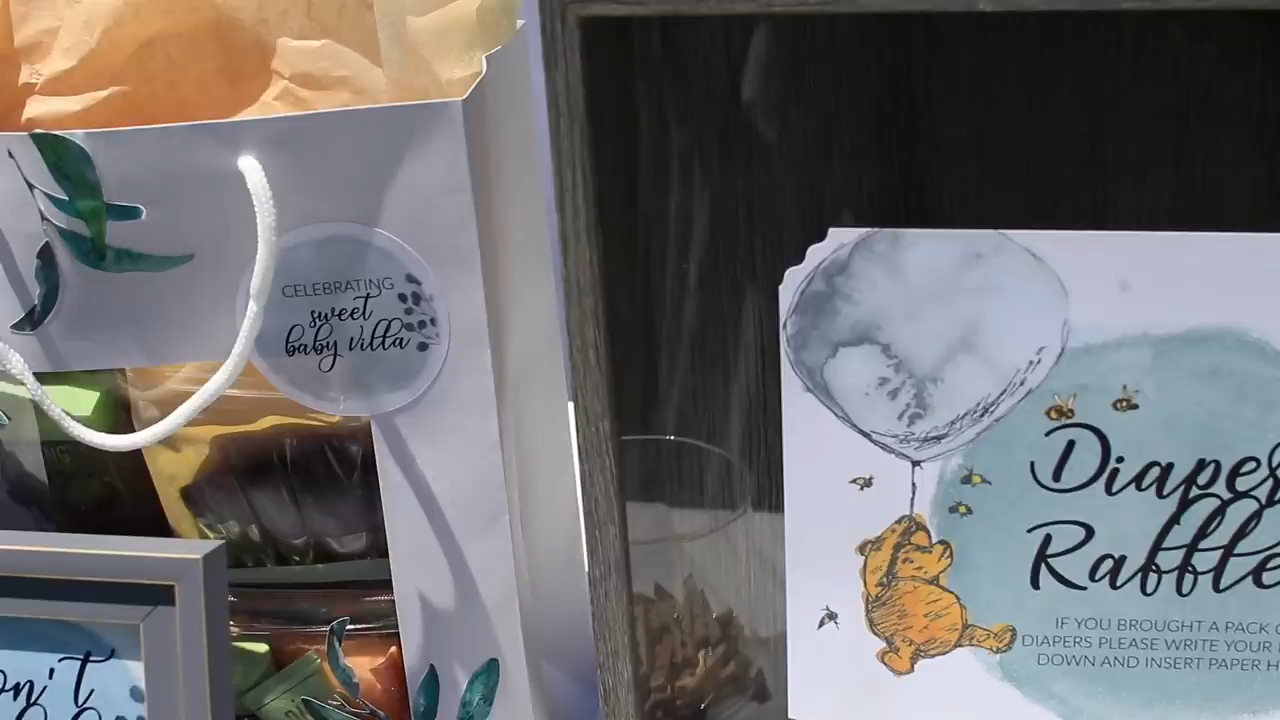 CELEBRATING
sweet
baby villa
Diaper
Raffle
IF YOU BROUGHT A PACK
DIAPERS PLEASE WRITE YOUR
DOWN AND INSERT PAPER